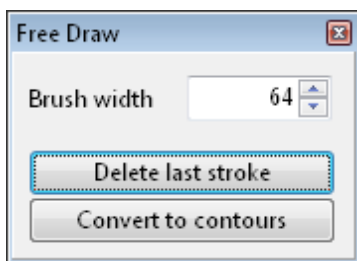 Free Draw
Brush width 64
Delete last stroke
Convert to contours